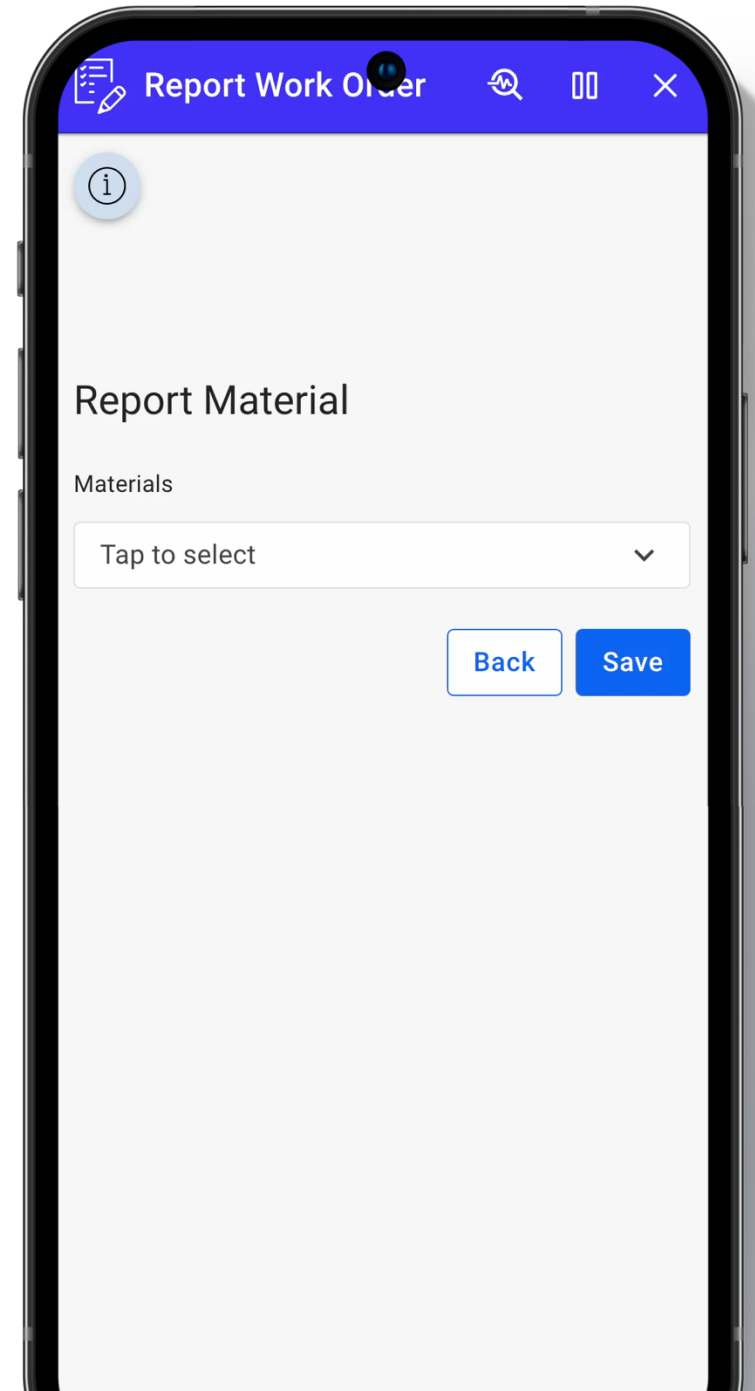 Report Work Order
i
Report Material
Materials
Tap to select
Back
Save